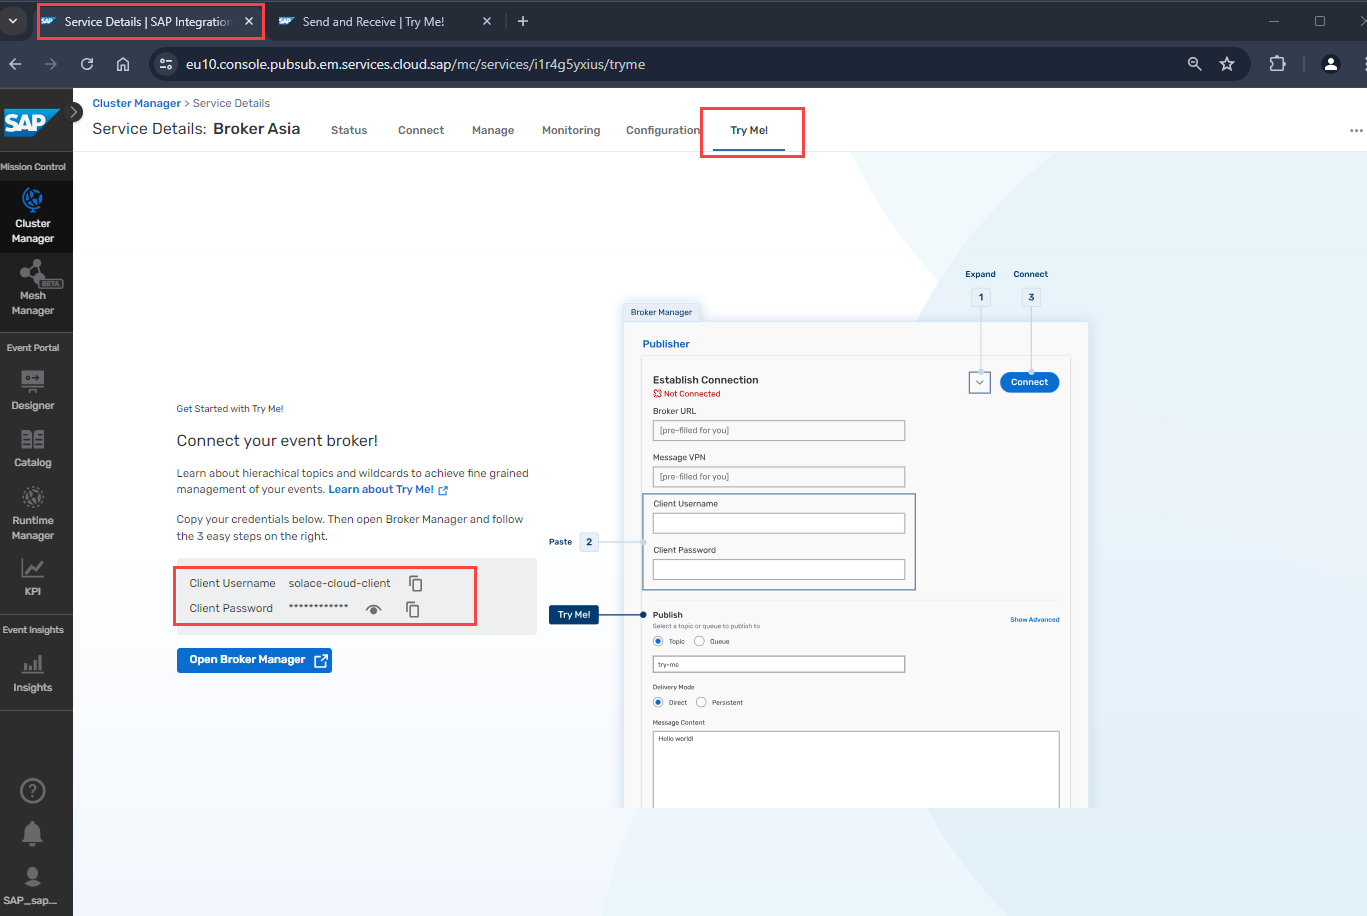 Service Details | SAP Integration
Send and Receive | Try Me!
eu10.console.pubsub.em.services.cloud.sap/mc/services/i1r4g5yxius/tryme
SAP
Cluster Manager > Service Details
Service Details: Broker Asia
Status
Connect
Manage
Monitoring
Configuration
Try Me!
Mission Control
Cluster
Manager
BETA
Mesh
Manager
Event Portal
Designer
Catalog
Runtime
Manager
KPI
Event Insights
Insights
SAP_sap....
Get Started with Try Me!
Connect your event broker!
Learn about hierachical topics and wildcards to achieve fine grained
management of your events. Learn about Try Me!
Copy your credentials below. Then open Broker Manager and follow
the 3 easy steps on the right.
Client Username solace-cloud-client
Client Password ************
Open Broker Manager
Expand
Connect
1
3
Broker Manager
Publisher
Establish Connection
Connect
Not Connected
Broker URL
[pre-filled for you]
Message VPN
[pre-filled for you]
Client Username
Paste 2
Client Password
Try Me!
Publish
Show Advanced
Select a topic or queue to publish to
Topic Queue
try-me
Delivery Mode
Direct Persistent
Message Content
Hello world!